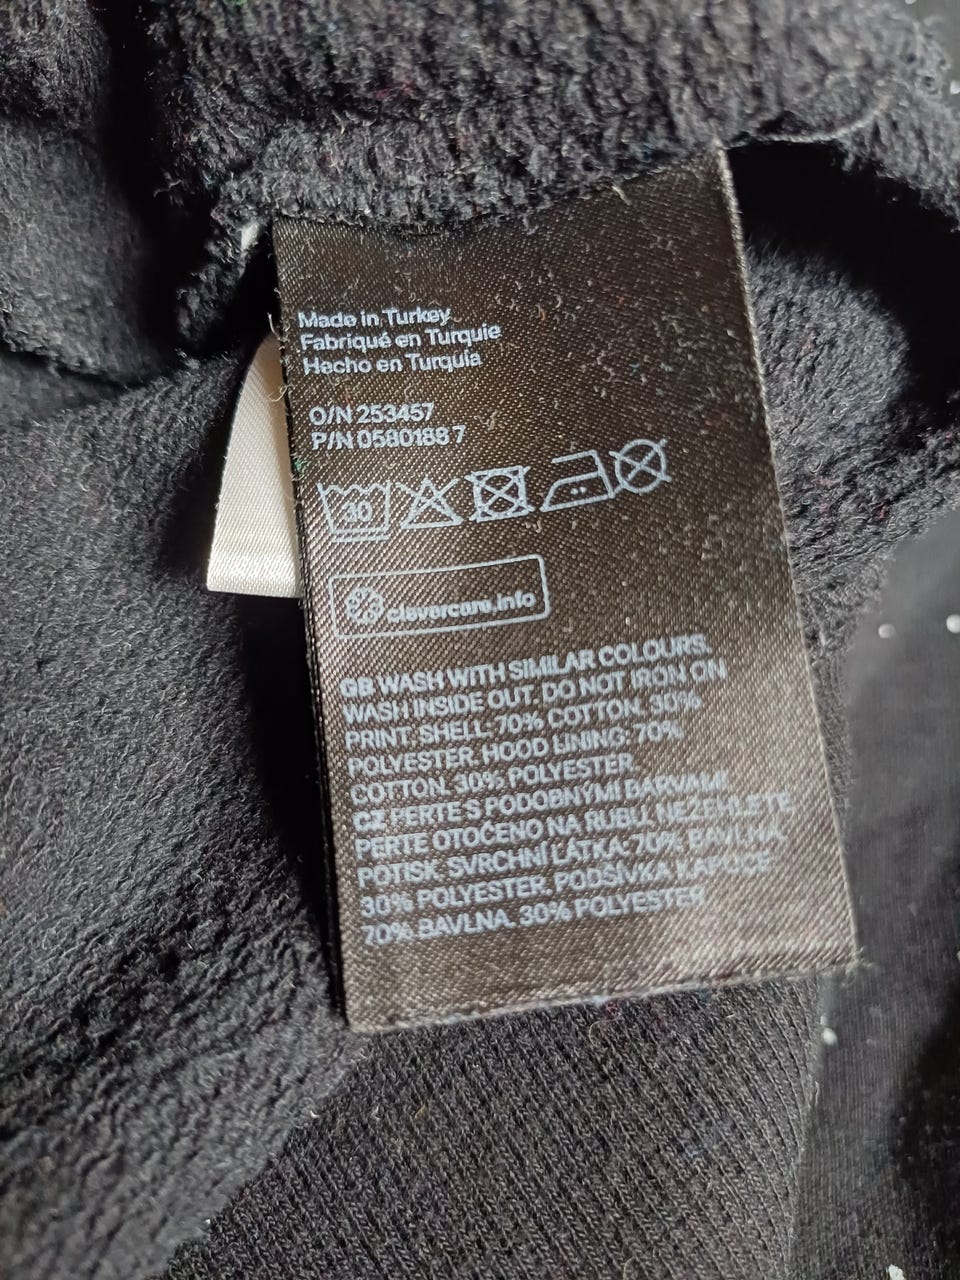 Made in Turkey
Fabriqué en Turquie
Hecho en Turquía
O/N 253457
P/N 0580188 7
30
clevercare.info
GB WASH WITH SIMILAR COLOURS.
WASH INSIDE OUT. DO NOT IRON ON
PRINT. SHELL: 70% COTTON. 30%
POLYESTER. HOOD LINING: 70%
COTTON. 30% POLYESTER
CZ PERTE S PODOBNÝMI BARVAMI
PERTE OTOČENO NA RUBU. NEŽEHLETE
POTISK. SVRCHNÍ LÁTKA: 70% BAVLNA.
30% POLYESTER. PODŠÍVKA KAPUCE
70% BAVLNA. 30% POLYESTER